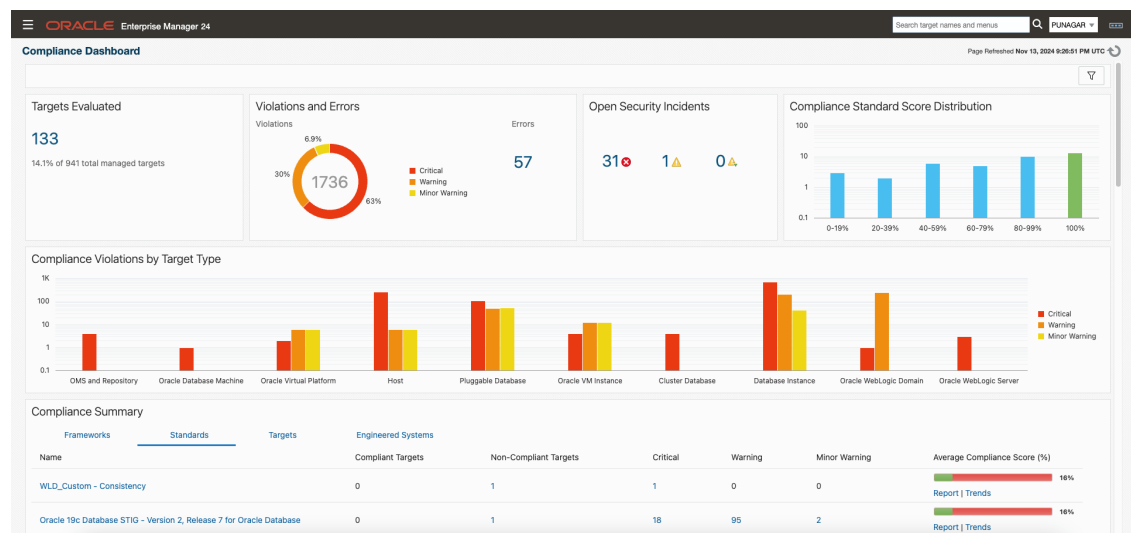 ORACLE Enterprise Manager 24
Search target names and menus
PUNAGAR
Compliance Dashboard
Page Refreshed Nov 13, 2024 9:26:51 PM UTC
Targets Evaluated
133
14.1% of 941 total managed targets
Violations and Errors
Violations
6.9%
30%
1736
63%
Critical
Warning
Minor Warning
Errors
57
Open Security Incidents
31 1 0
Compliance Standard Score Distribution
100
10
1
0.1
0-19% 20-39% 40-59% 60-79% 80-99% 100%
Compliance Violations by Target Type
1K
100
10
1
0.1
OMS and Repository Oracle Database Machine Oracle Virtual Platform Host Pluggable Database Oracle VM Instance Cluster Database Database Instance Oracle WebLogic Domain Oracle WebLogic Server
Critical
Warning
Minor Warning
Compliance Summary
Frameworks Standards Targets Engineered Systems
Name Compliant Targets Non-Compliant Targets Critical Warning Minor Warning Average Compliance Score (%)
WLD_Custom - Consistency 0 1 1 0 0 16%
Report | Trends
Oracle 19c Database STIG - Version 2, Release 7 for Oracle Database 0 1 18 95 2 16%
Report | Trends